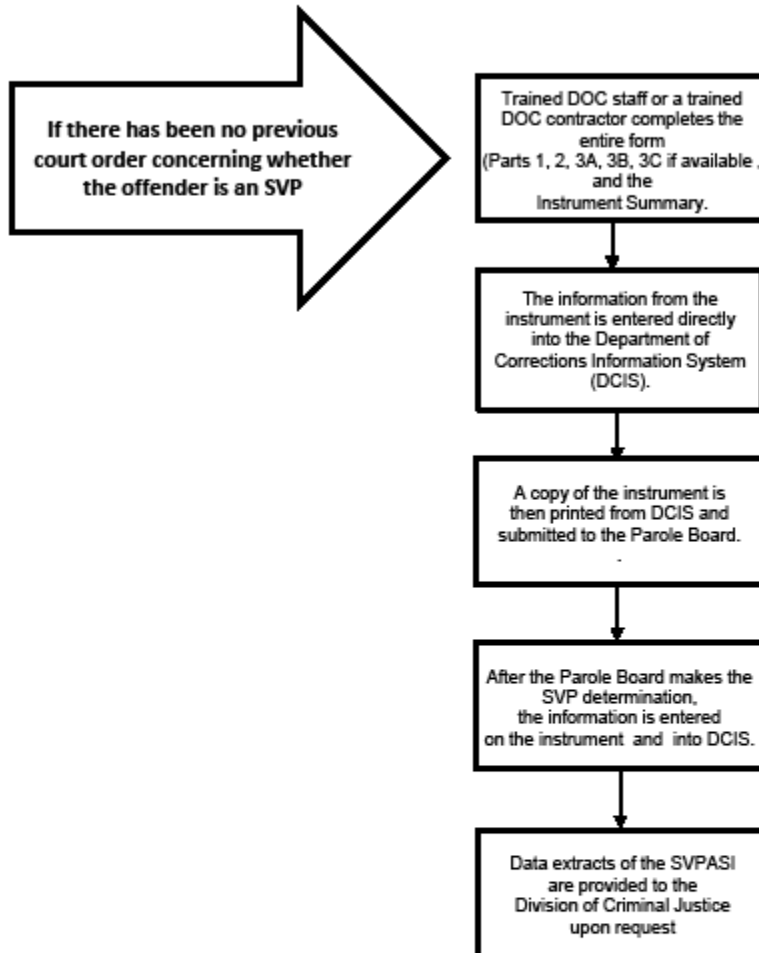 If there has been no previous
court order concerning whether
the offender is an SVP
Trained DOC staff or a trained
DOC contractor completes the
entire form
(Parts 1, 2, 3A, 3B, 3C if available ,
and the
Instrument Summary.
The information from the
instrument is entered directly
into the Department of
Corrections Information System
(DCIS).
A copy of the instrument is
then printed from DCIS and
submitted to the Parole Board.
.
After the Parole Board makes the
SVP determination,
the information is entered
on the instrument and into DCIS.
Data extracts of the SVPASI
are provided to the
Division of Criminal Justice
upon request